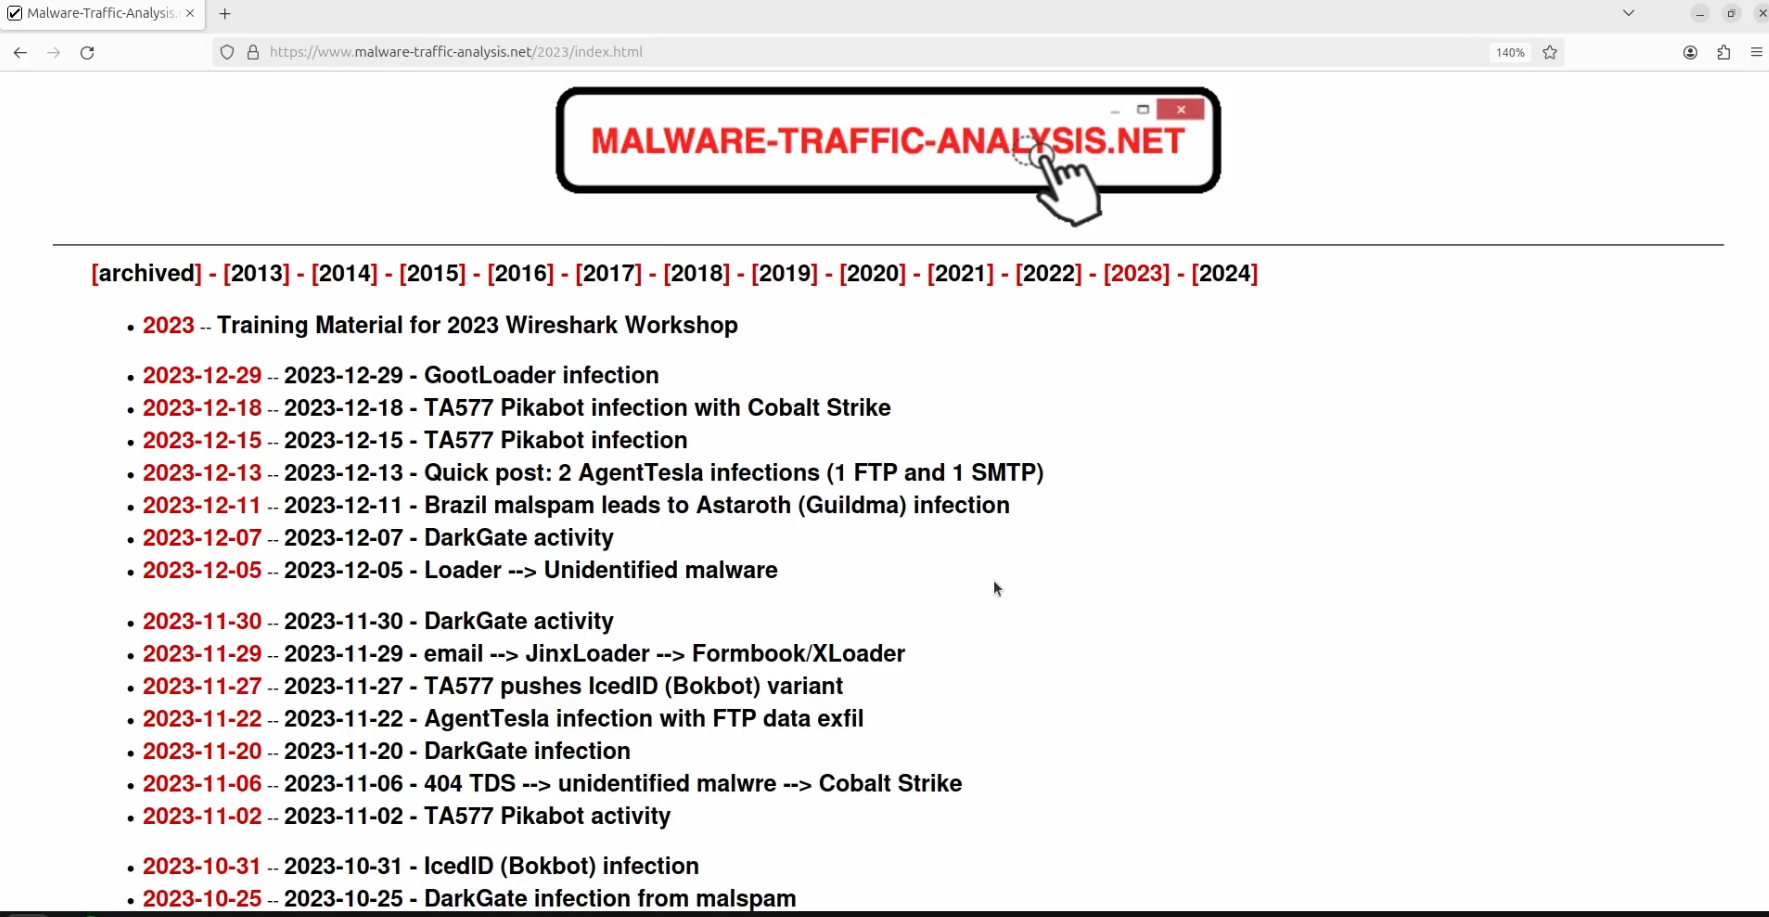 Malware-Traffic-Analysis.
https://www.malware-traffic-analysis.net/2023/index.html
140%
MALWARE-TRAFFIC-ANALYSIS.NET
[archived] - [2013] - [2014] - [2015] - [2016] - [2017] - [2018] - [2019] - [2020] - [2021] - [2022] - [2023] - [2024]
• 2023 -- Training Material for 2023 Wireshark Workshop
• 2023-12-29 -- 2023-12-29 - GootLoader infection
• 2023-12-18 -- 2023-12-18 - TA577 Pikabot infection with Cobalt Strike
• 2023-12-15 -- 2023-12-15 - TA577 Pikabot infection
• 2023-12-13 -- 2023-12-13 - Quick post: 2 AgentTesla infections (1 FTP and 1 SMTP)
• 2023-12-11 -- 2023-12-11 - Brazil malspam leads to Astaroth (Guildma) infection
• 2023-12-07 -- 2023-12-07 - DarkGate activity
• 2023-12-05 -- 2023-12-05 - Loader --> Unidentified malware
• 2023-11-30 -- 2023-11-30 - DarkGate activity
• 2023-11-29 -- 2023-11-29 - email --> JinxLoader --> Formbook/XLoader
• 2023-11-27 -- 2023-11-27 - TA577 pushes IcedID (Bokbot) variant
• 2023-11-22 -- 2023-11-22 - AgentTesla infection with FTP data exfil
• 2023-11-20 -- 2023-11-20 - DarkGate infection
• 2023-11-06 -- 2023-11-06 - 404 TDS --> unidentified malwre --> Cobalt Strike
• 2023-11-02 -- 2023-11-02 - TA577 Pikabot activity
• 2023-10-31 -- 2023-10-31 - IcedID (Bokbot) infection
• 2023-10-25 -- 2023-10-25 - DarkGate infection from malspam